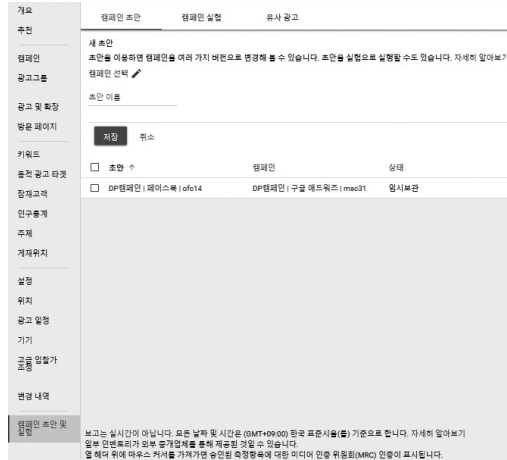 개요
추천
캠페인
광고그룹
광고 및 확장
방문 페이지
키워드
동적 광고 타겟
잠재고객
인구통계
주제
게재위치
설정
위치
광고 일정
기기
고급 입찰가
조정
변경 내역
캠페인 초안 및
실험
캠페인 초안 캠페인 실험 유사 광고
새 초안
초안을 이용하면 캠페인을 여러 가지 버전으로 변경해 볼 수 있습니다. 초안을 실험으로 실행할 수도 있습니다. 자세히 알아보기
캠페인 선택
초안 이름
저장 취소
초안 ↑ 캠페인 상태
DP캠페인 | 페이스북 | ofc14 DP캠페인 | 구글 애드워즈 | mso31 임시보관
보고는 실시간이 아닙니다. 모든 날짜 및 시간은 (GMT+09:00) 한국 표준시을(를) 기준으로 합니다. 자세히 알아보기
일부 인벤토리가 외부 중개업체를 통해 제공된 것일 수 있습니다.
열 헤더 위에 마우스 커서를 가져가면 승인된 측정항목에 대한 미디어 인증 위원회(MRC) 인증이 표시됩니다.